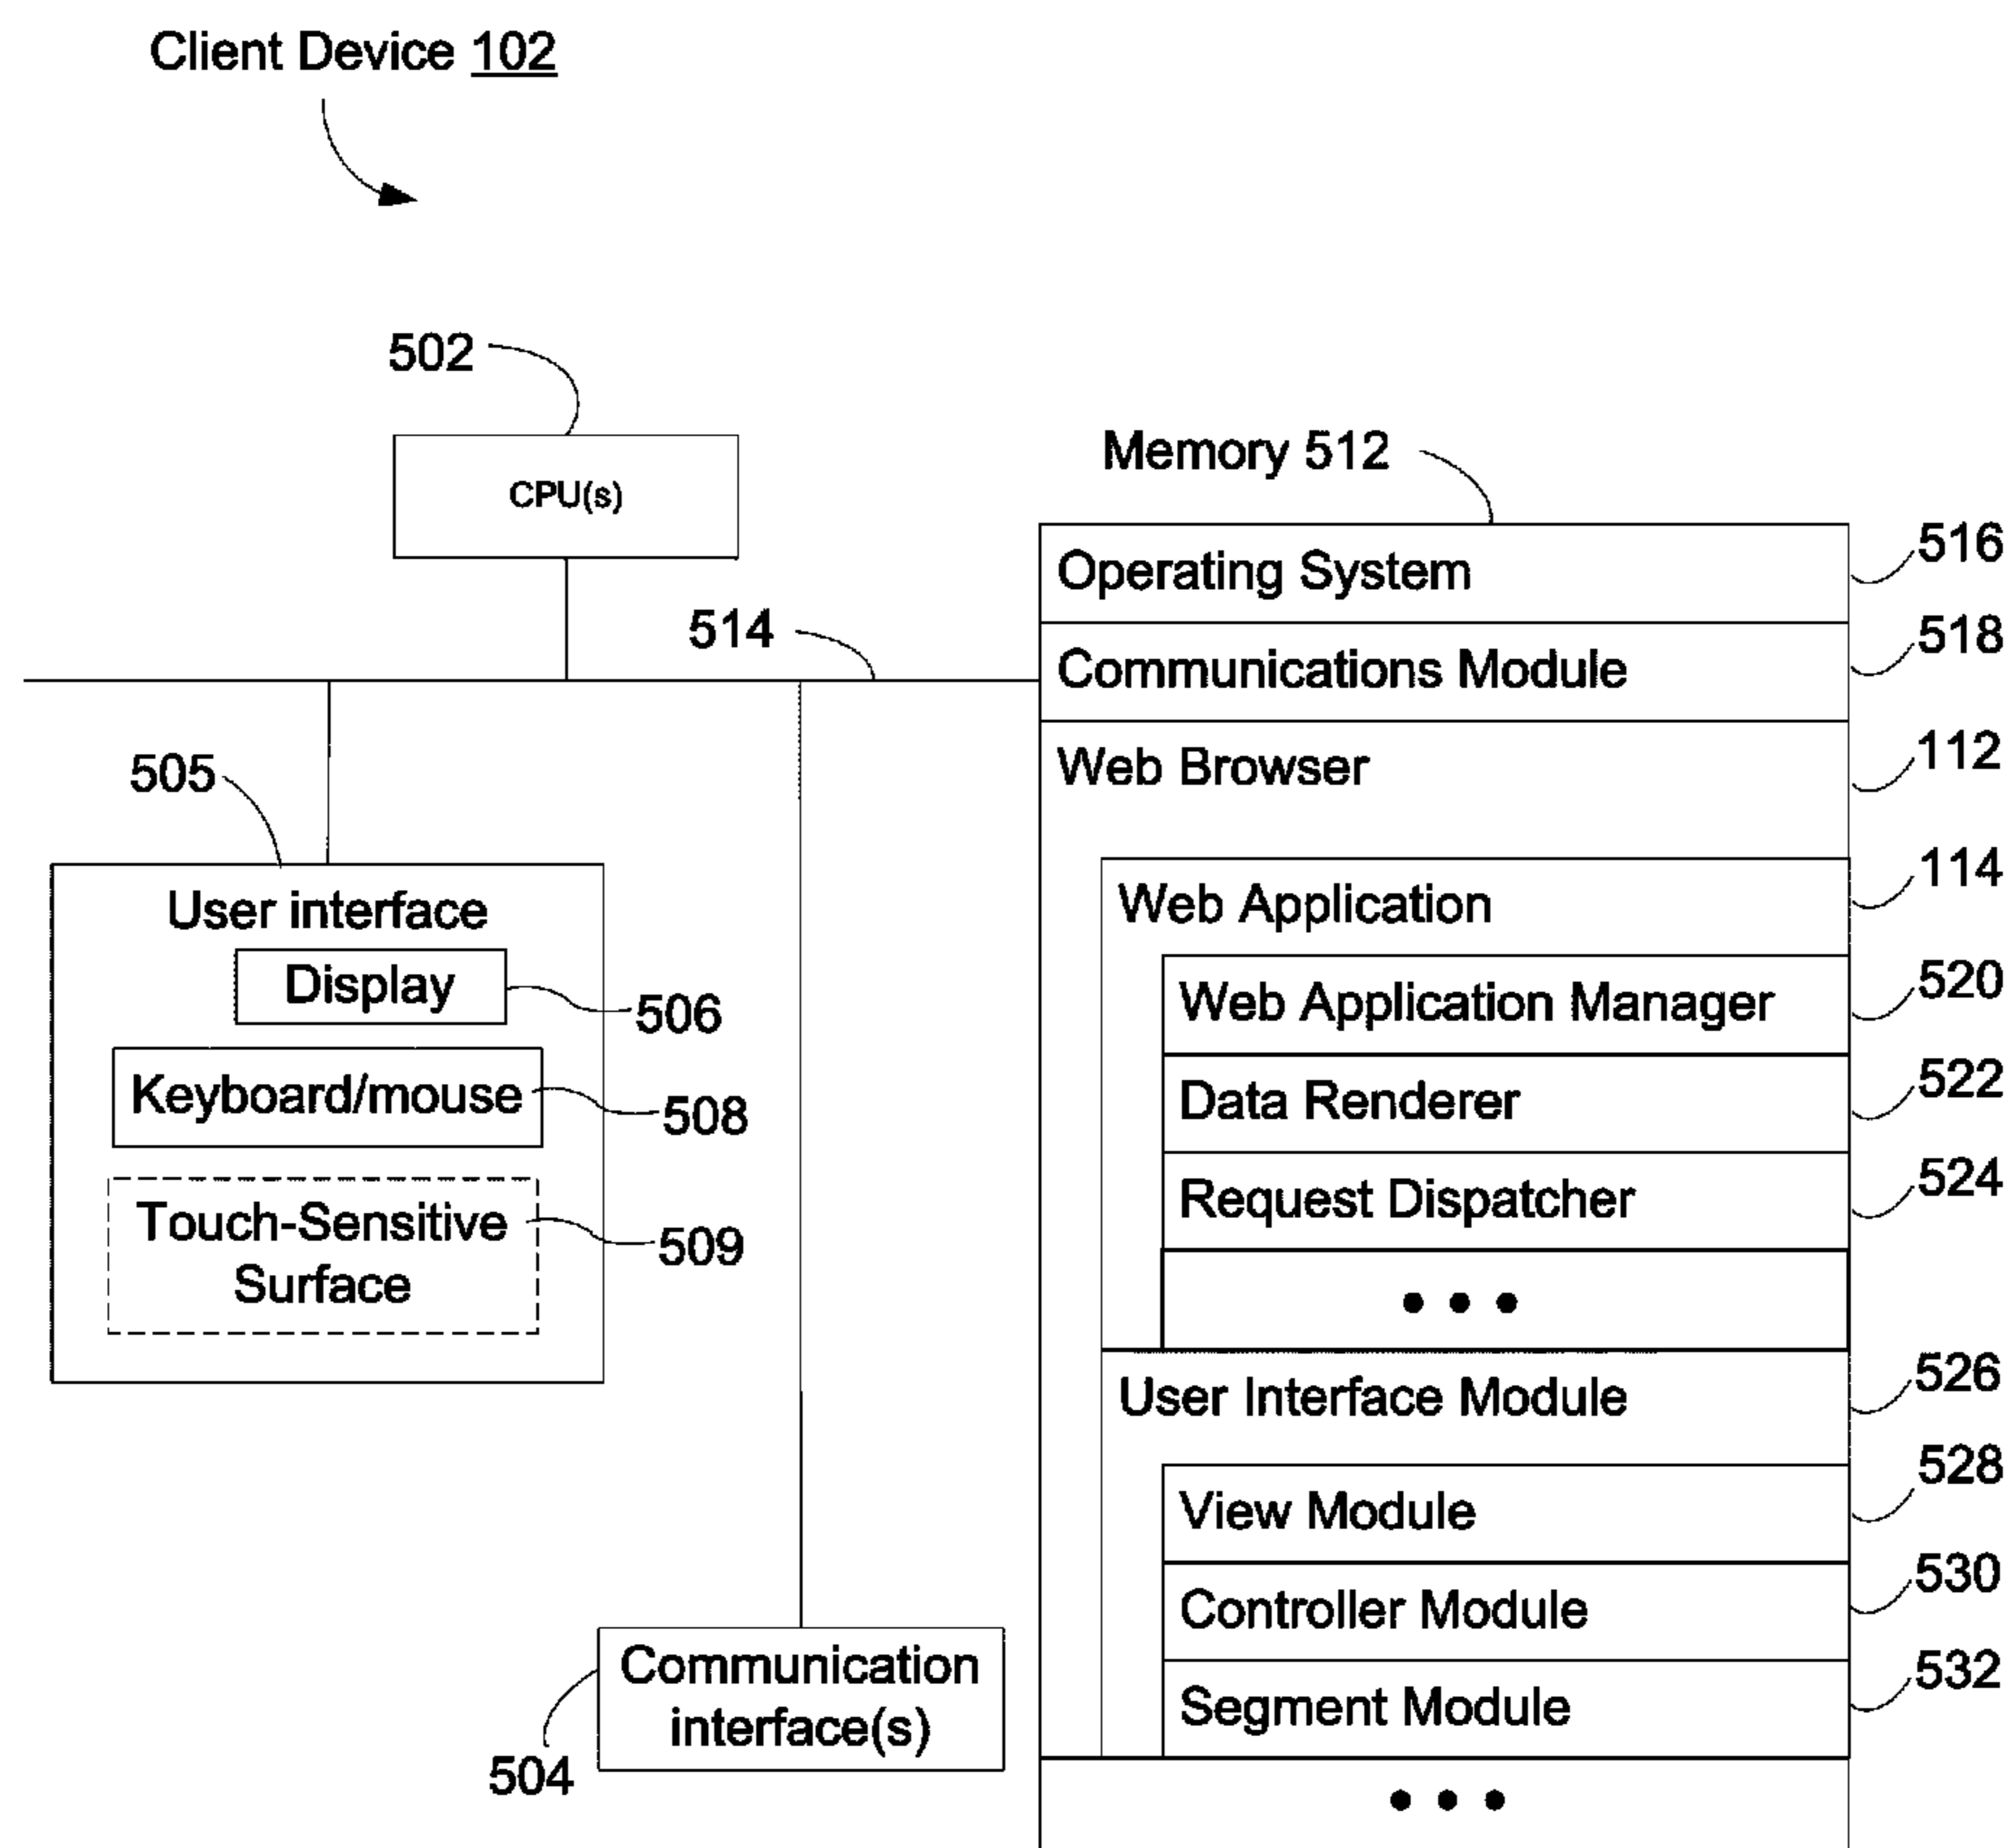 Client Device 102
502
CPU(s)
514
505
User interface
Display
506
Keyboard/mouse
508
Touch-Sensitive
Surface
509
Communication
interface(s)
504
Memory 512
Operating System
516
Communications Module
518
Web Browser
112
Web Application
114
Web Application Manager
520
Data Renderer
522
Request Dispatcher
524
• • •
User Interface Module
526
View Module
528
Controller Module
530
Segment Module
532
• • •